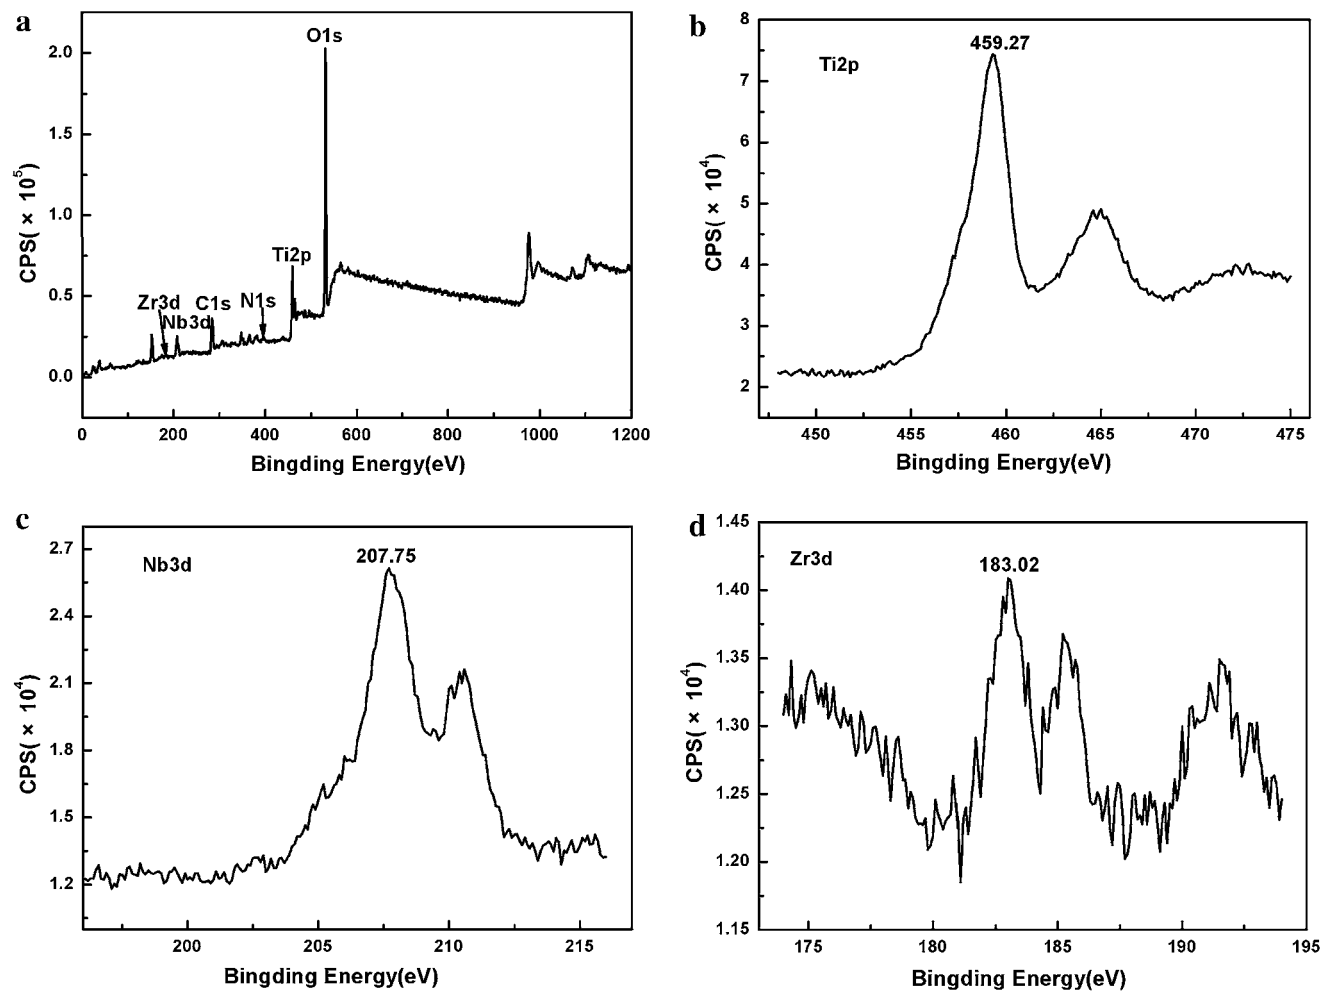 a
O1s
Ti2p
Zr3d
C1s
N1s
Nb3d
2.0
1.5
1.0
0.5
0.0
CPS( × 10⁵)
0 200 400 600 800 1000 1200
Bingding Energy(eV)
b
459.27
Ti2p
8
7
6
5
4
3
2
CPS( × 10⁴)
450 455 460 465 470 475
Bingding Energy(eV)
c
207.75
Nb3d
2.7
2.4
2.1
1.8
1.5
1.2
CPS( × 10⁴)
200 205 210 215
Bingding Energy(eV)
d
183.02
Zr3d
1.45
1.40
1.35
1.30
1.25
1.20
1.15
CPS( × 10⁴)
175 180 185 190 195
Bingding Energy(eV)